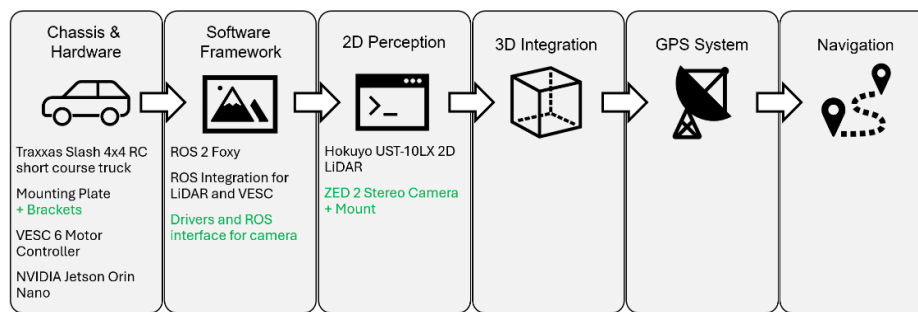 Chassis &
Hardware
Traxxas Slash 4x4 RC
short course truck
Mounting Plate
+ Brackets
VESC 6 Motor
Controller
NVIDIA Jetson Orin
Nano
Software
Framework
ROS 2 Foxy
ROS Integration for
LiDAR and VESC
Drivers and ROS
interface for camera
2D Perception
Hokuyo UST-10LX 2D
LiDAR
ZED 2 Stereo Camera
+ Mount
3D Integration
GPS System
Navigation